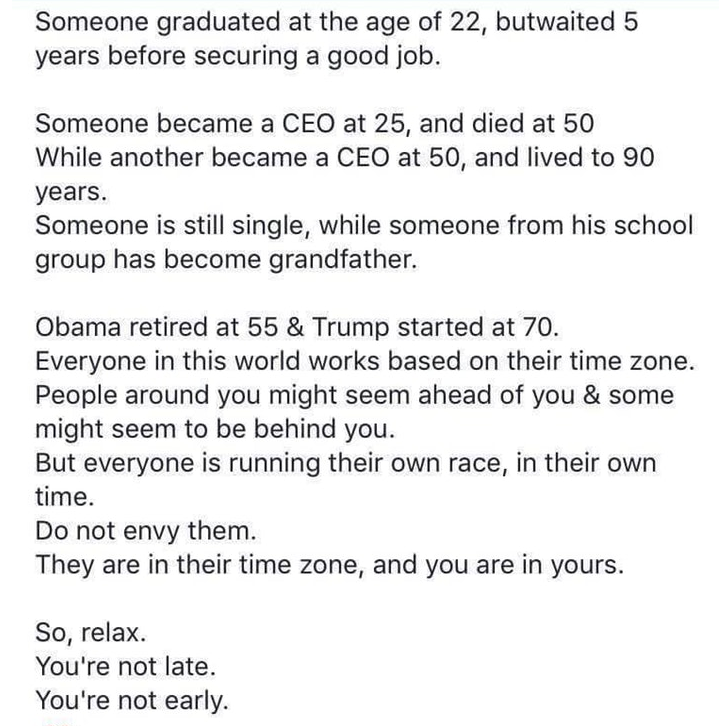 Someone graduated at the age of 22, butwaited 5
years before securing a good job.
Someone became a CEO at 25, and died at 50
While another became a CEO at 50, and lived to 90
years.
Someone is still single, while someone from his school
group has become grandfather.
Obama retired at 55 & Trump started at 70.
Everyone in this world works based on their time zone.
People around you might seem ahead of you & some
might seem to be behind you.
But everyone is running their own race, in their own
time.
Do not envy them.
They are in their time zone, and you are in yours.
So, relax.
You're not late.
You're not early.